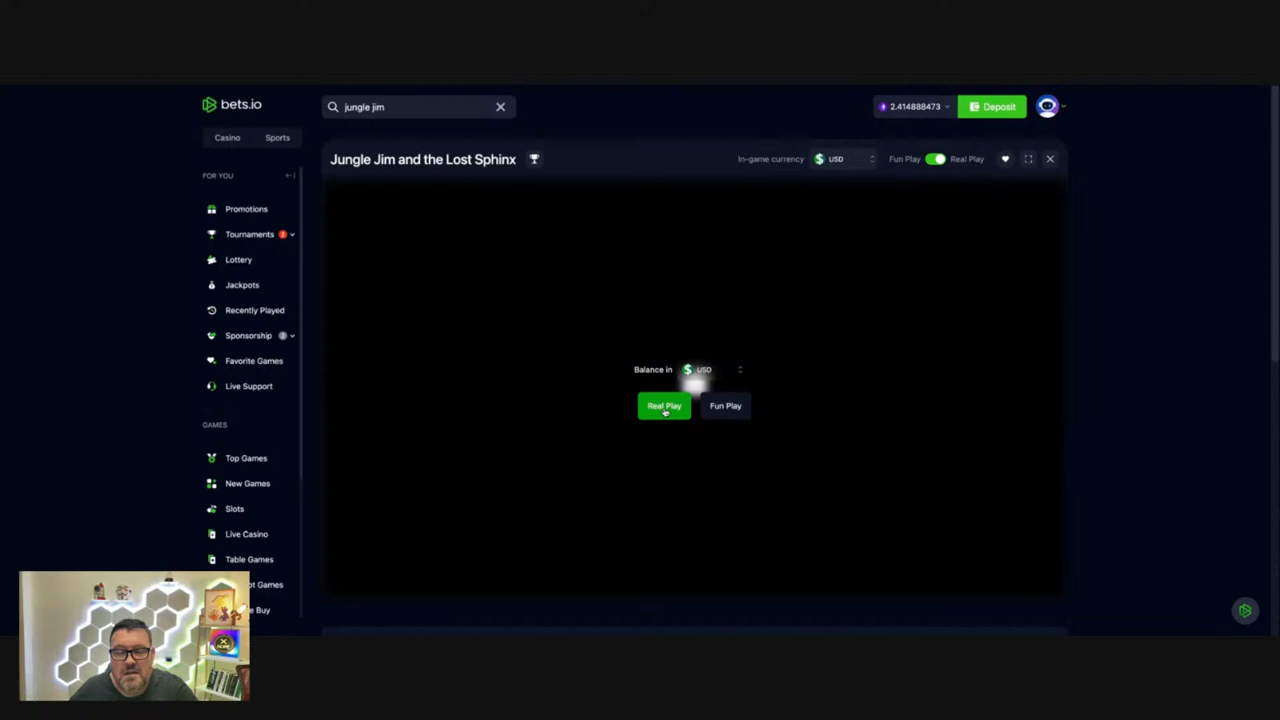 bets.io
jungle jim
2.414888473
Deposit
Casino
Sports
Jungle Jim and the Lost Sphinx
In-game currency
USD
Fun Play
Real Play
FOR YOU
Promotions
Tournaments
Lottery
Jackpots
Recently Played
Sponsorship
Favorite Games
Live Support
Balance in
USD
Real Play
Fun Play
GAMES
Top Games
New Games
Slots
Live Casino
Table Games
Games
Buy